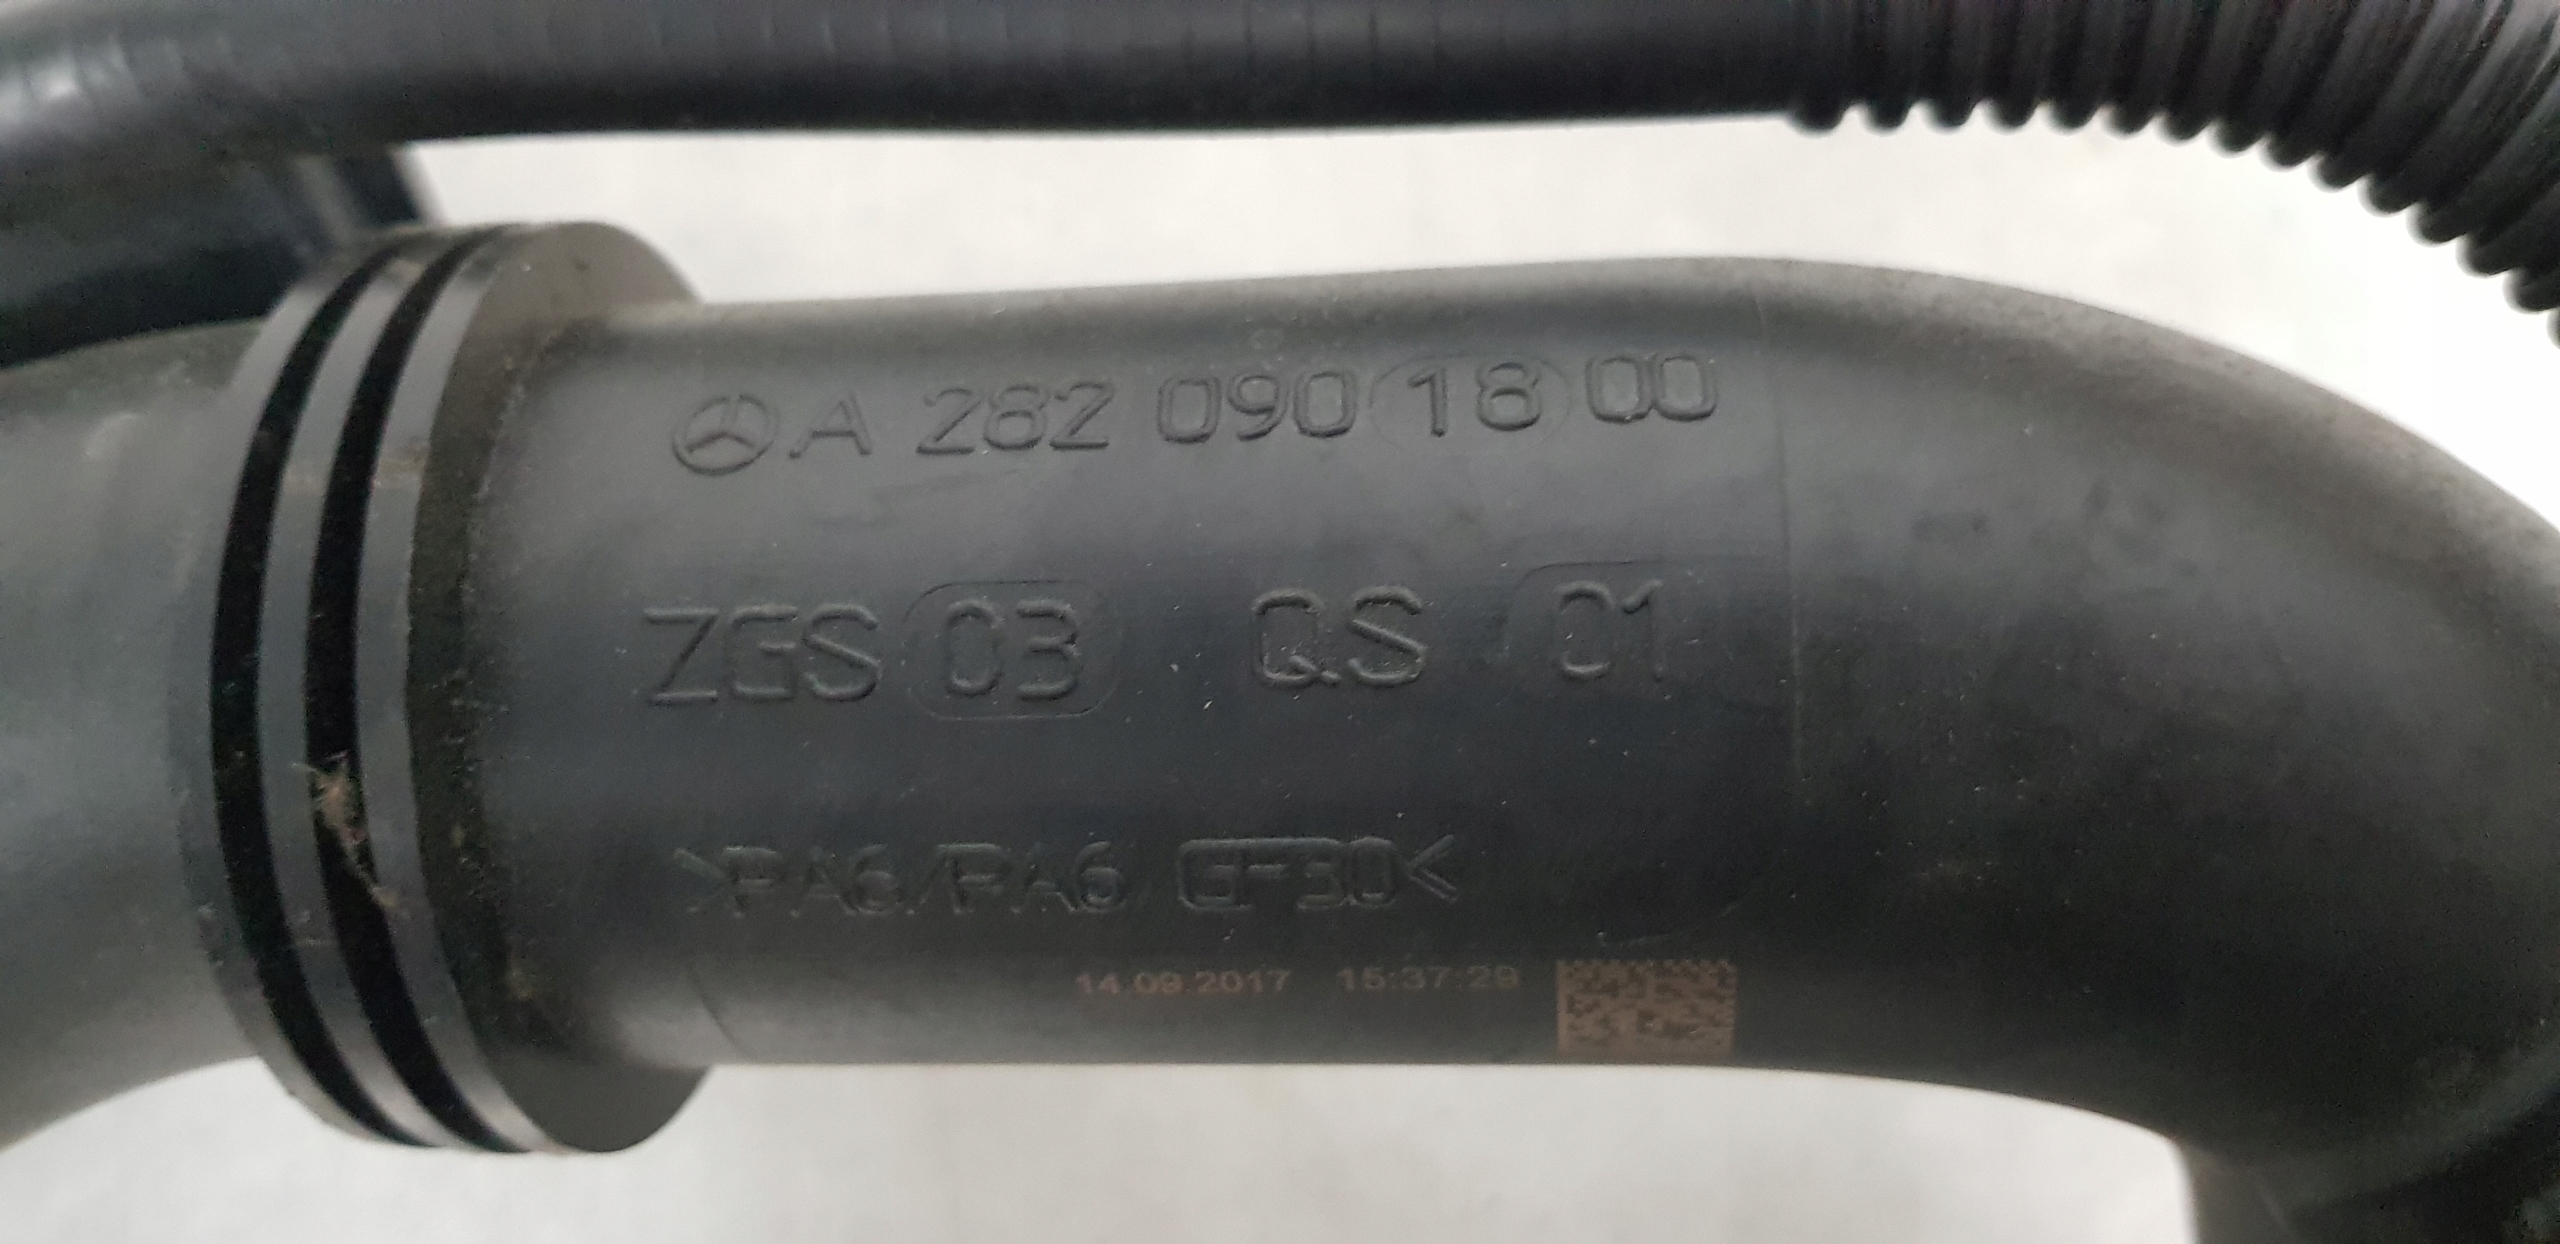 A 282 090 18 00
ZGS 03 QS 01
>PA6/PA6 GF30<
14.09.2017 15:37:29